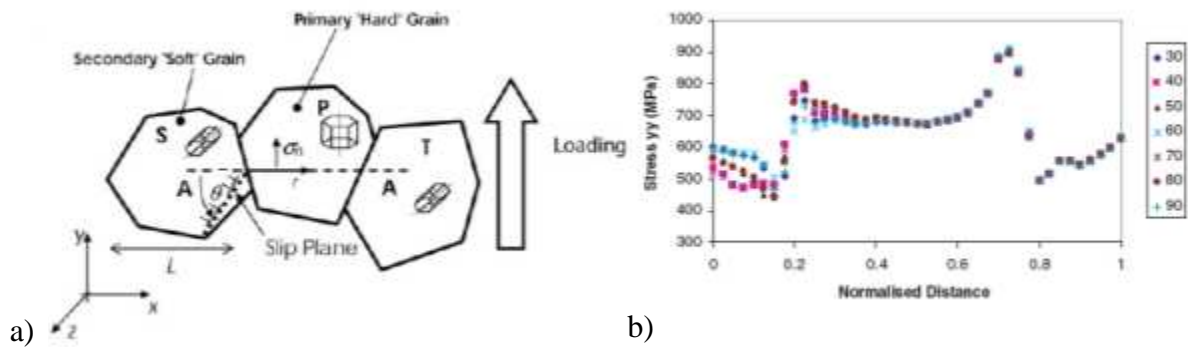 Primary "Hard" Grain
Secondary "Soft" Grain
S
P
T
σn
r
A
A
θ
Slip Plane
L
Y
X
Z
Loading
a)
1000
900
800
700
600
500
400
300
Stress yy (MPa)
0
0.2
0.4
0.6
0.8
1
Normalised Distance
30
40
50
60
70
80
90
b)